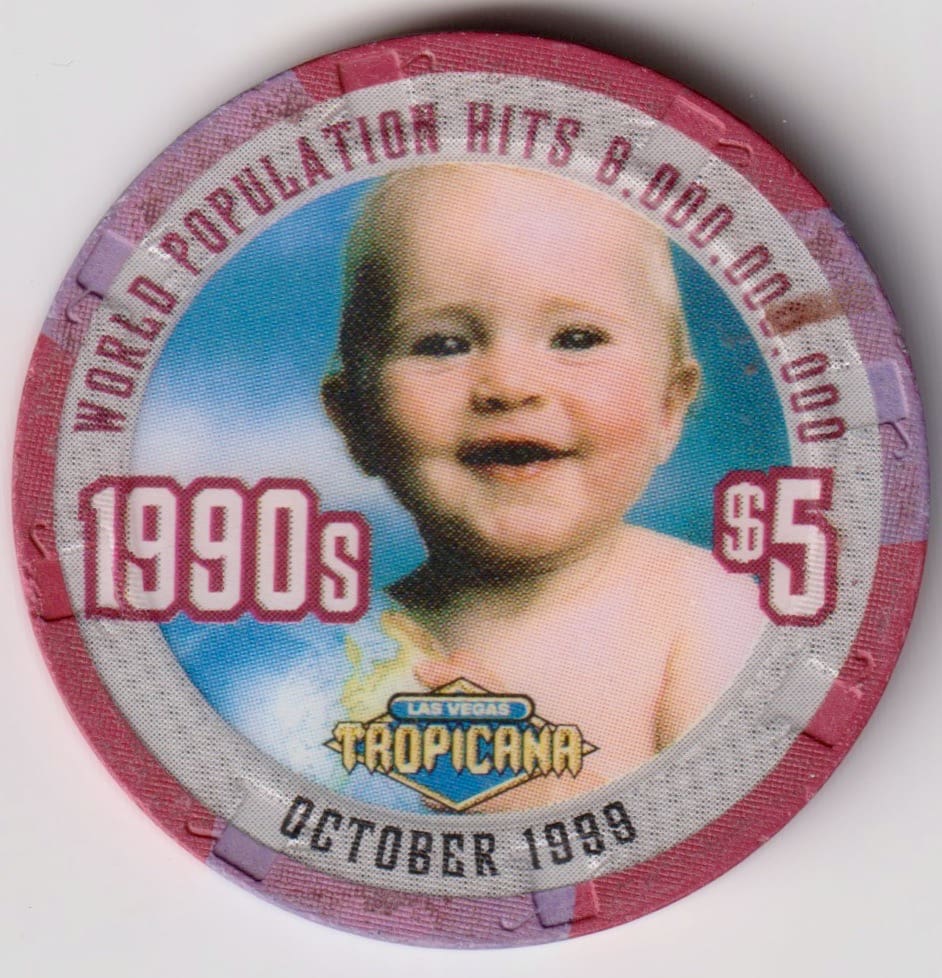 WORLD POPULATION HITS 6.000.000.000
1990s
$5
LAS VEGAS
TROPICANA
OCTOBER 1999